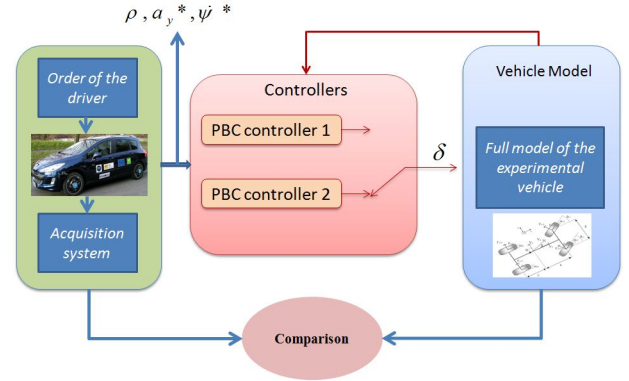 ρ , a_y *, ψ̇ *
Order of the
driver
Acquisition
system
Controllers
PBC controller 1
PBC controller 2
δ
Vehicle Model
Full model of the
experimental
vehicle
Comparison